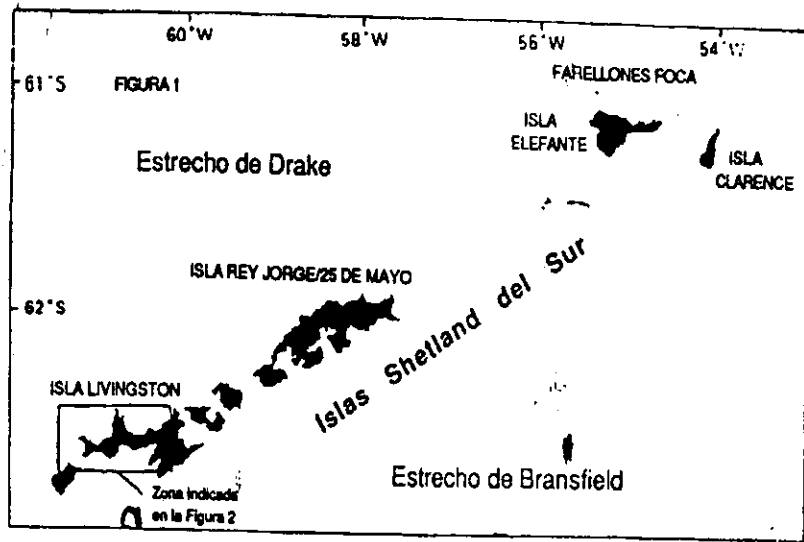 60°W
58°W
56°W
54°W
61°S
FIGURA 1
FARELLONES FOCA
ISLA
ELEFANTE
ISLA
CLARENCE
Estrecho de Drake
ISLA REY JORGE/25 DE MAYO
62°S
Islas Shetland del Sur
ISLA LIVINGSTON
Zona indicada
en la Figura 2
Estrecho de Bransfield